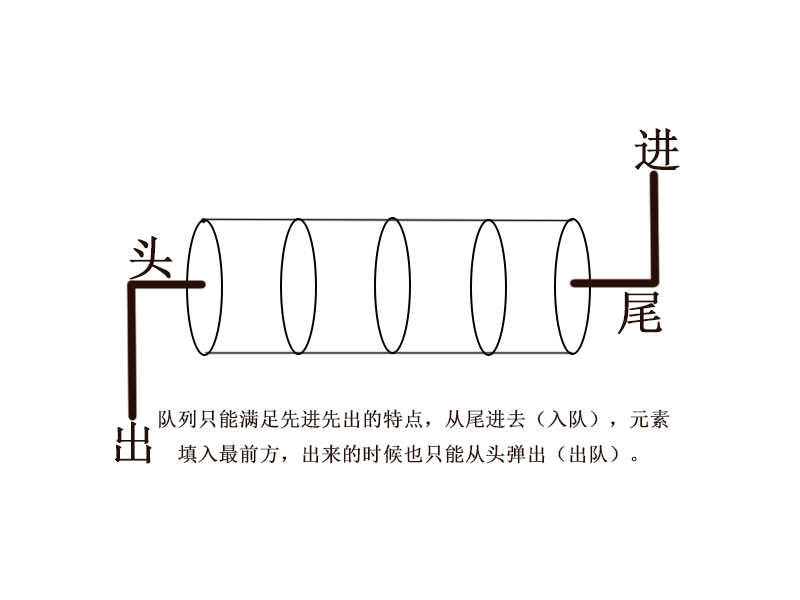 进
头
尾
队列只能满足先进先出的特点，从尾进去（入队），元素
填入最前方，出来的时候也只能从头弹出（出队）。
出